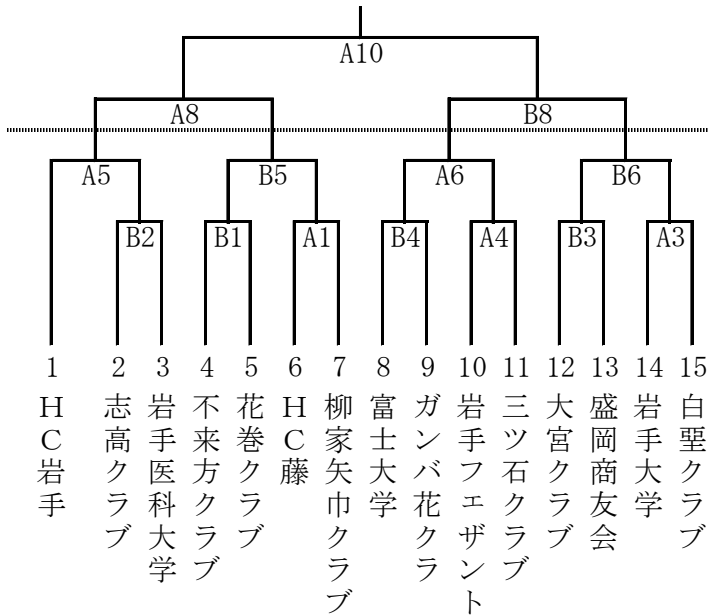 A10
A8 B8
A5 B5 A6 B6
B2 B1 A1 B4 A4 B3 A3
1 2 3 4 5 6 7 8 9 10 11 12 13 14 15
HC岩手
志高クラブ
岩手医科大学
不来方クラブ
花巻クラブ
HC藤
柳家矢巾クラブ
富士大学
ガンバ花クラ
岩手フェザント
三ツ石クラブ
大宮クラブ
盛岡商友会
岩手大学
白堊クラブ